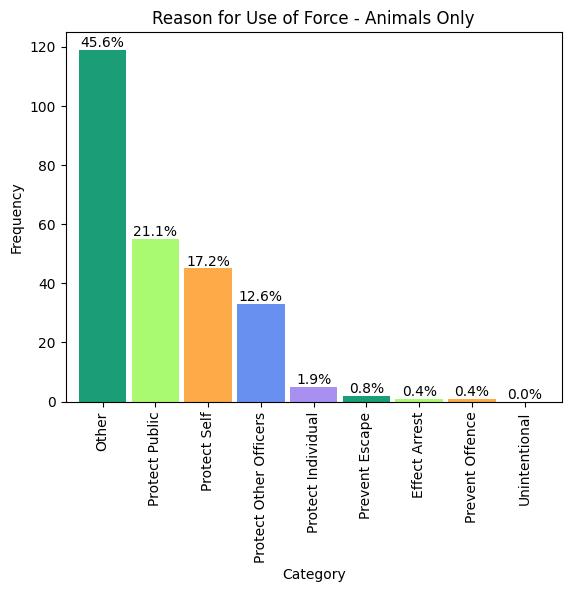 Reason for Use of Force - Animals Only
Frequency
120
100
80
60
40
20
0
45.6%
21.1%
17.2%
12.6%
1.9%
0.8%
0.4%
0.4%
0.0%
Other
Protect Public
Protect Self
Protect Other Officers
Protect Individual
Prevent Escape
Effect Arrest
Prevent Offence
Unintentional
Category